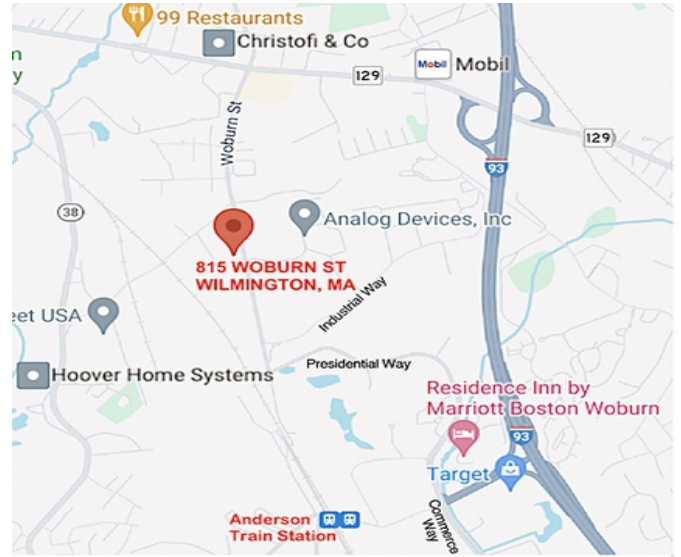 99 Restaurants
Christofi & Co
Mobil
Mobil
129
129
Woburn St
93
38
Analog Devices, Inc
815 WOBURN ST
WILMINGTON, MA
Industrial Way
eet USA
Presidential Way
Hoover Home Systems
Residence Inn by
Marriott Boston Woburn
93
Target
Commerce
Way
Anderson
Train Station